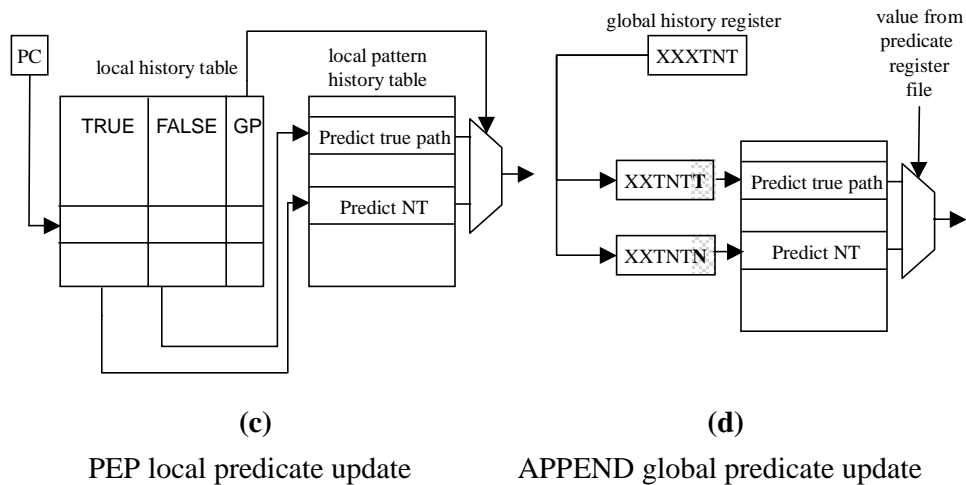 PC
local history table
TRUE
FALSE
GP
local pattern
history table
Predict true path
Predict NT
global history register
XXXTNT
XXTNTT
XXTNTN
value from
predicate
register
file
Predict true path
Predict NT
(c)
PEP local predicate update
(d)
APPEND global predicate update